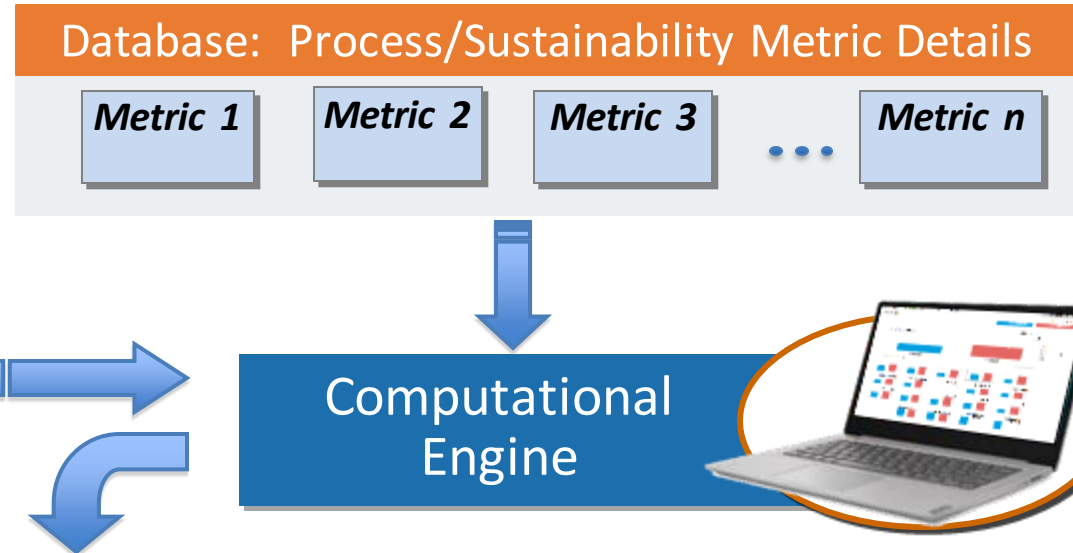 Database: Process/Sustainability Metric Details
Metric 1
Metric 2
Metric 3
Metric n
Computational
Engine